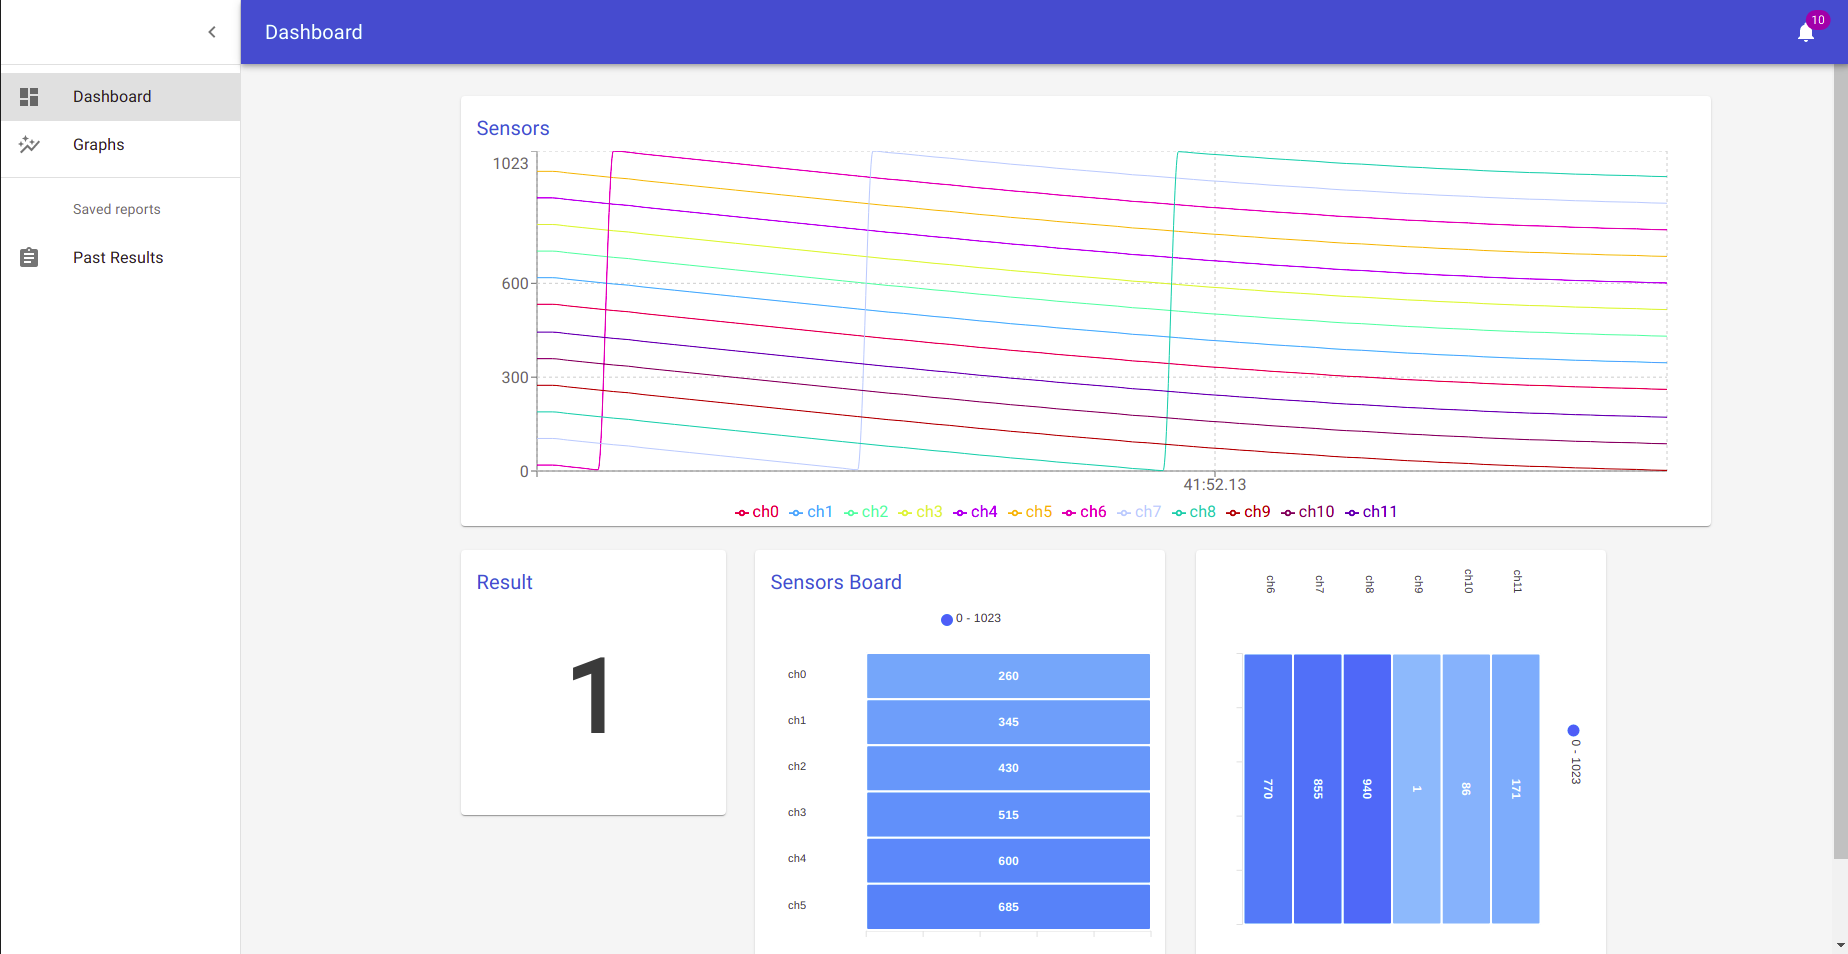 Dashboard
10
Dashboard
Graphs
Saved reports
Past Results
Sensors
1023
600
300
0
41:52.13
ch0 ch1 ch2 ch3 ch4 ch5 ch6 ch7 ch8 ch9 ch10 ch11
Result
1
Sensors Board
0 - 1023
ch0 260
ch1 345
ch2 430
ch3 515
ch4 600
ch5 685
ch6 ch7 ch8 ch9 ch10 ch11
770 855 940 1 86 171
0 - 1023